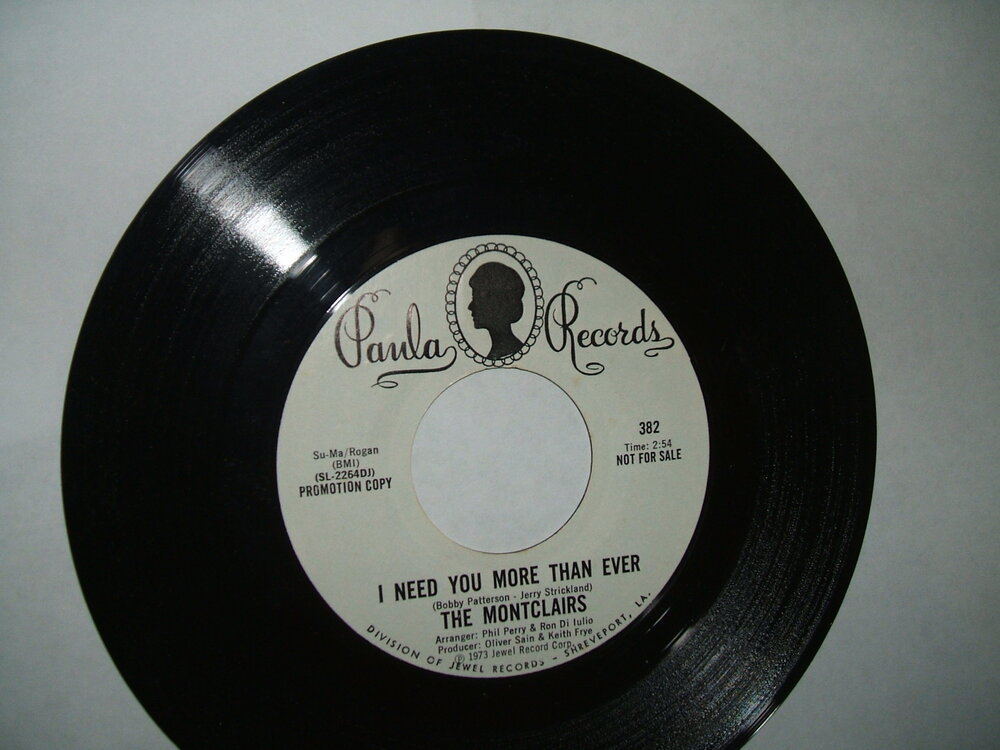 Paula Records
Su-Ma/Rogan
(BMI)
(SL-2264DJ)
PROMOTION COPY
382
Time: 2:54
NOT FOR SALE
I NEED YOU MORE THAN EVER
(Bobby Patterson - Jerry Strickland)
THE MONTCLAIRS
Arranger: Phil Perry & Ron Di Iulio
Producer: Oliver Sain & Keith Frye
℗ 1973 Jewel Record Corp.
DIVISION OF JEWEL RECORDS - SHREVEPORT, LA.